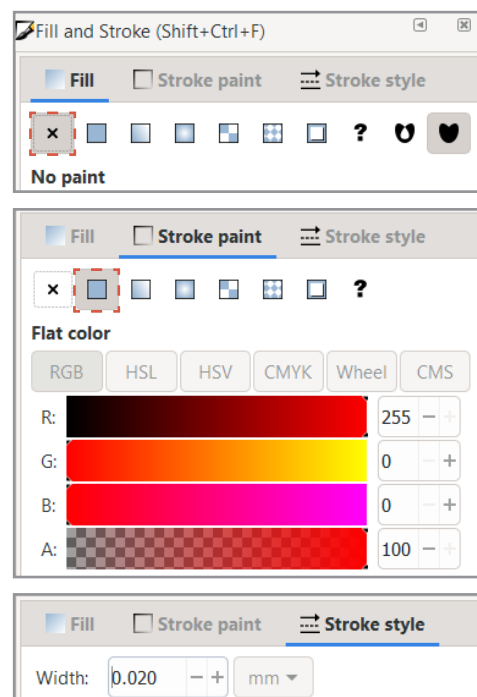 Fill and Stroke (Shift+Ctrl+F)
Fill Stroke paint Stroke style
?
No paint
Fill Stroke paint Stroke style
?
Flat color
RGB HSL HSV CMYK Wheel CMS
R: 255 − +
G: 0 − +
B: 0 − +
A: 100 − +
Fill Stroke paint Stroke style
Width: 0.020 − + mm